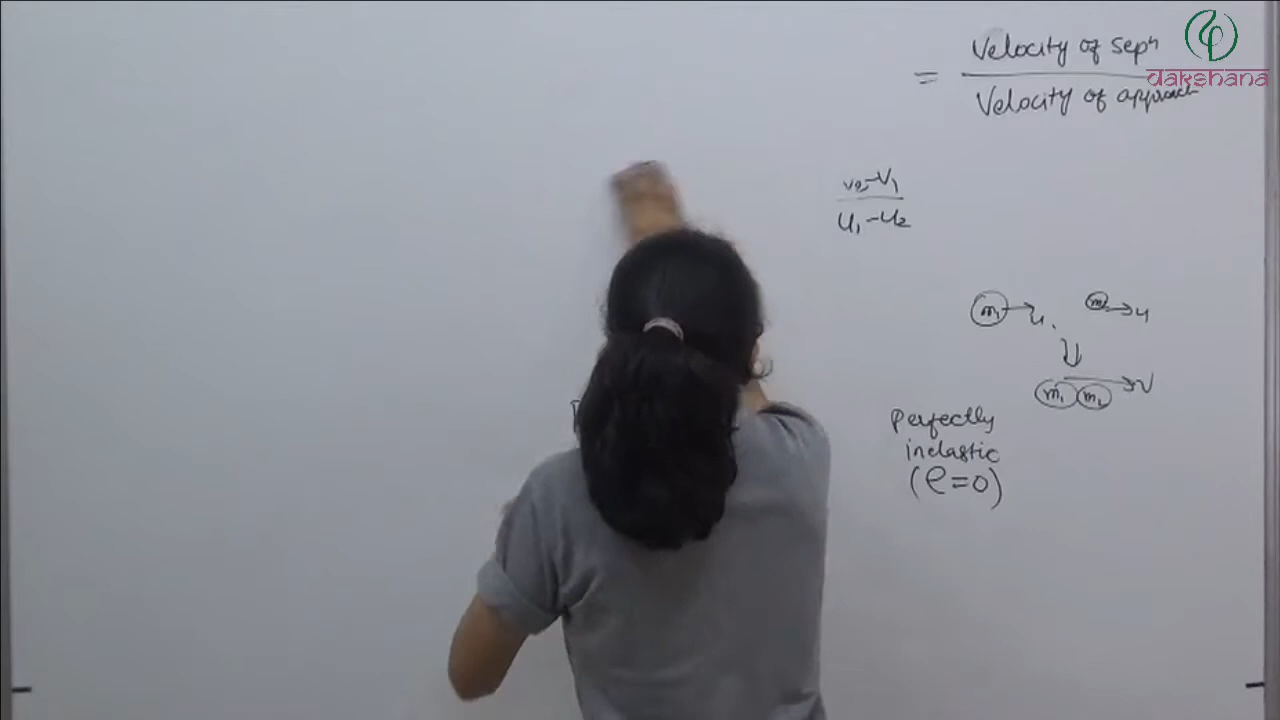 = Velocity of sepⁿ
Velocity of approach
dakshana
v₂-v₁
u₁-u₂
m₁ → u₁ m₂ → u
m₁ m₂ → v
Perfectly
inelastic
(e=0)